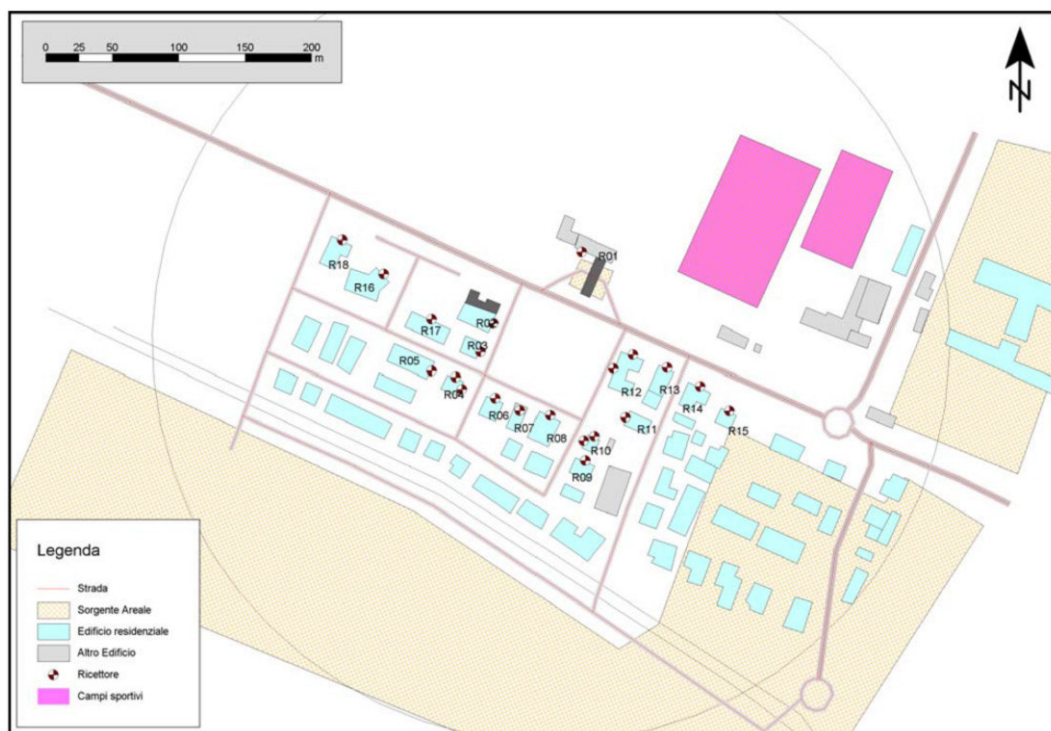 0 25 50 100 150 200
m
N
R01
R18
R16
R02
R17
R03
R05
R04
R12
R13
R14
R06
R07
R08
R11
R15
R10
R09
Legenda
Strada
Sorgente Areale
Edificio residenziale
Altro Edificio
Ricettore
Campi sportivi